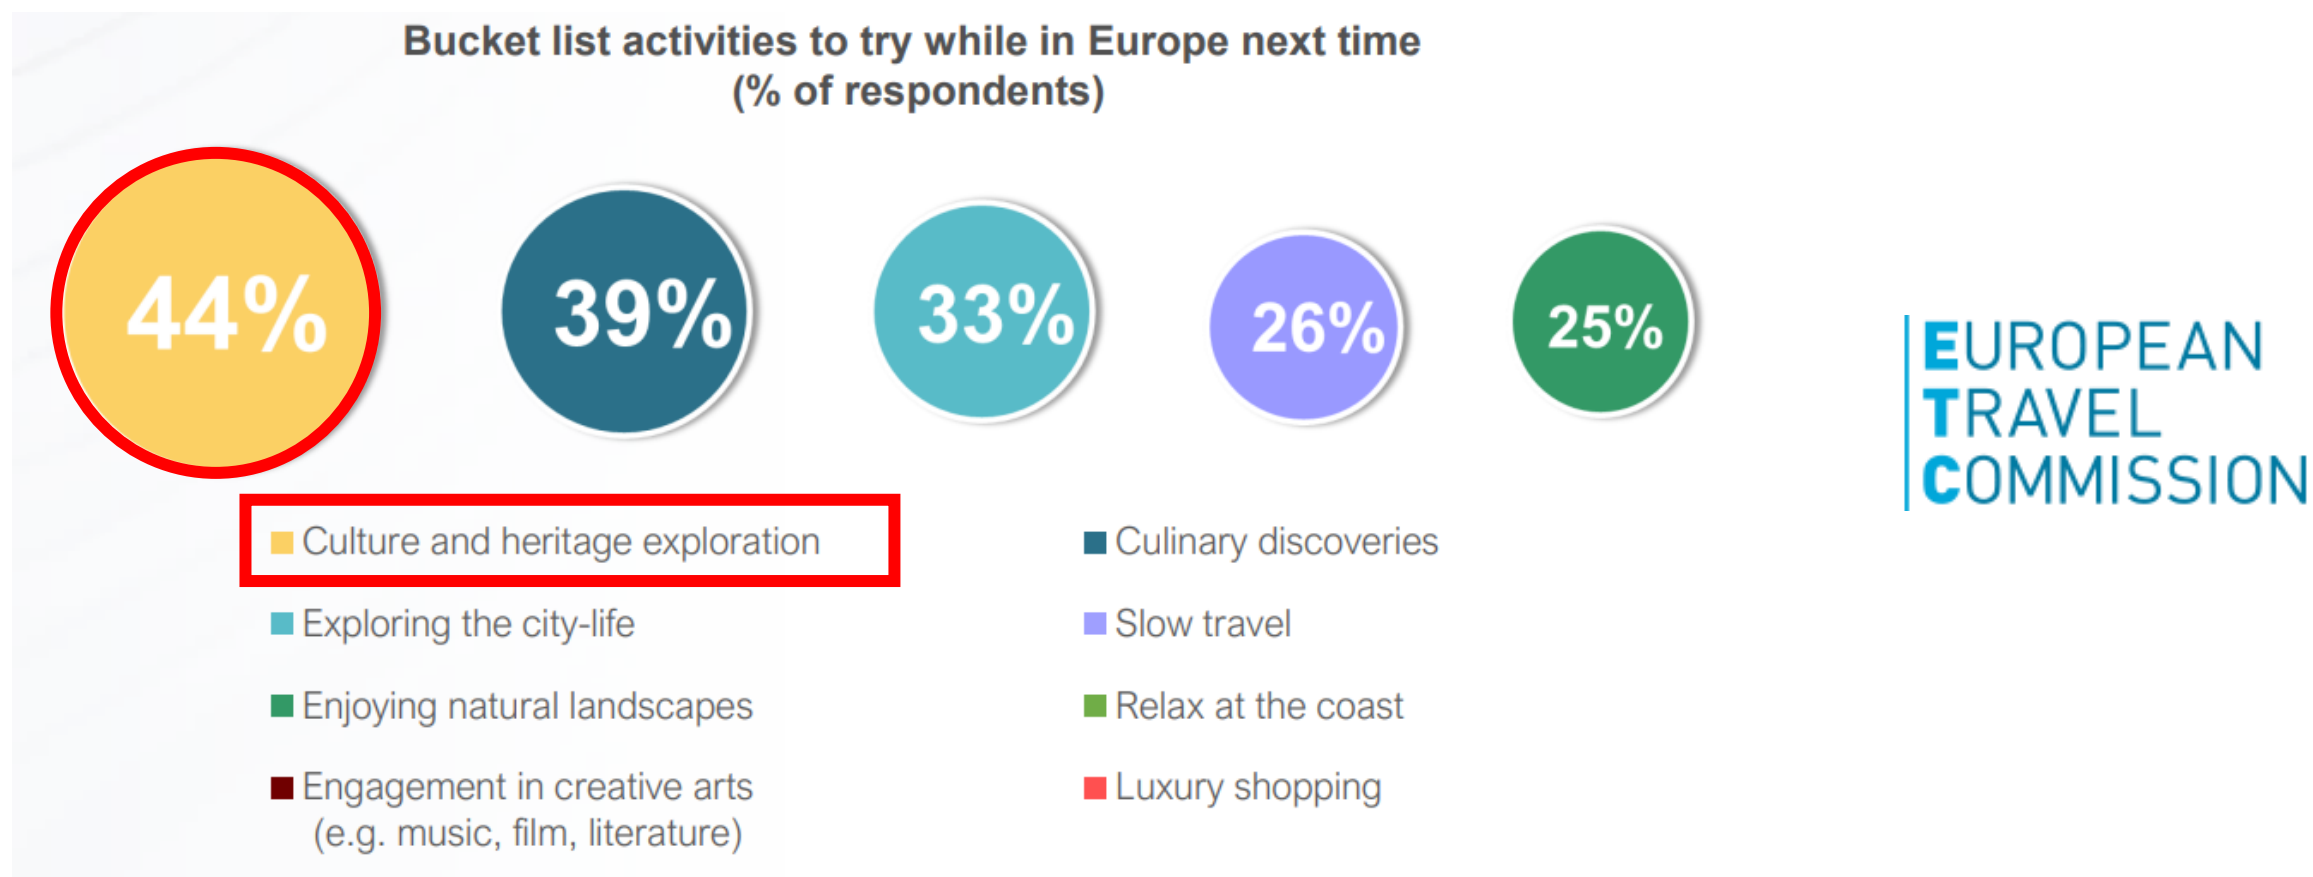 Bucket list activities to try while in Europe next time
(% of respondents)
44%
39%
33%
26%
25%
Culture and heritage exploration
Culinary discoveries
Exploring the city-life
Slow travel
Enjoying natural landscapes
Relax at the coast
Engagement in creative arts
(e.g. music, film, literature)
Luxury shopping
EUROPEAN
TRAVEL
COMMISSION